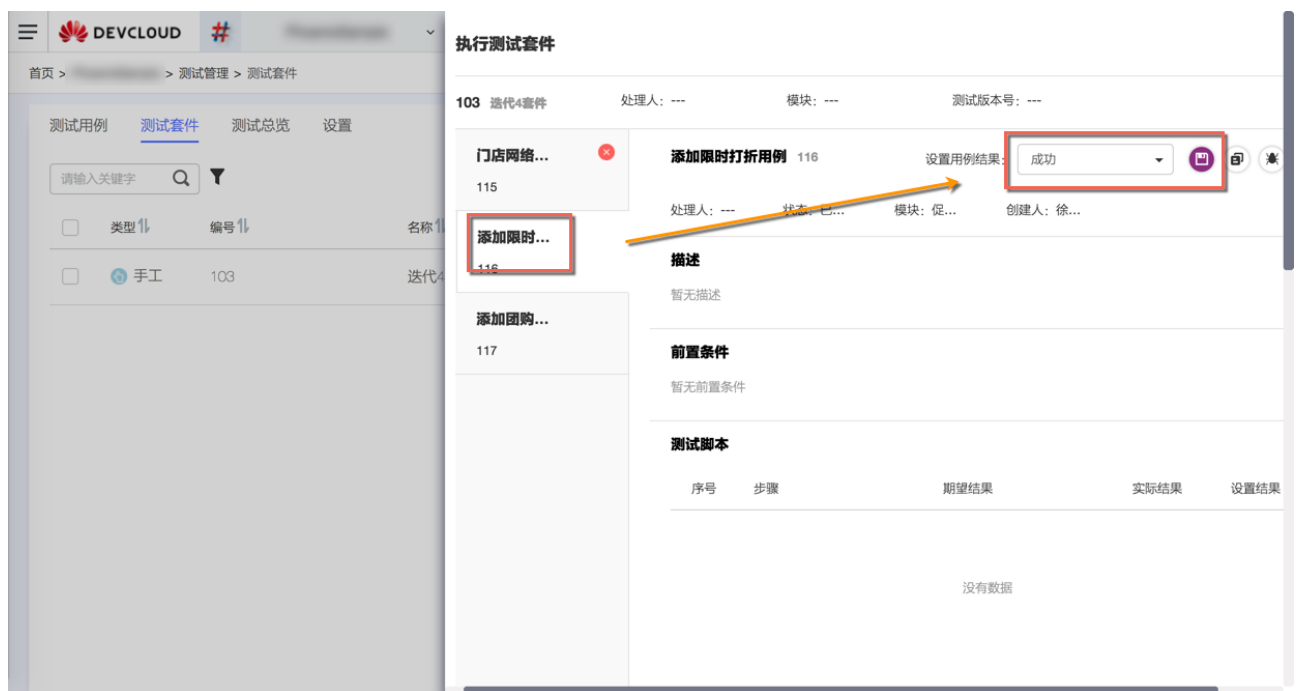 DEVCLOUD
首页 > > 测试管理 > 测试套件
测试用例 测试套件 测试总览 设置
请输入关键字
类型 编号 名称
手工 103 迭代4
执行测试套件
103 迭代4套件 处理人: --- 模块: --- 测试版本号: ---
门店网络...
115
添加限时...
116
添加团购...
117
添加限时打折用例 116 设置用例结果: 成功
处理人: --- 状态: 已... 模块: 促... 创建人: 徐...
描述
暂无描述
前置条件
暂无前置条件
测试脚本
序号 步骤 期望结果 实际结果 设置结果
没有数据